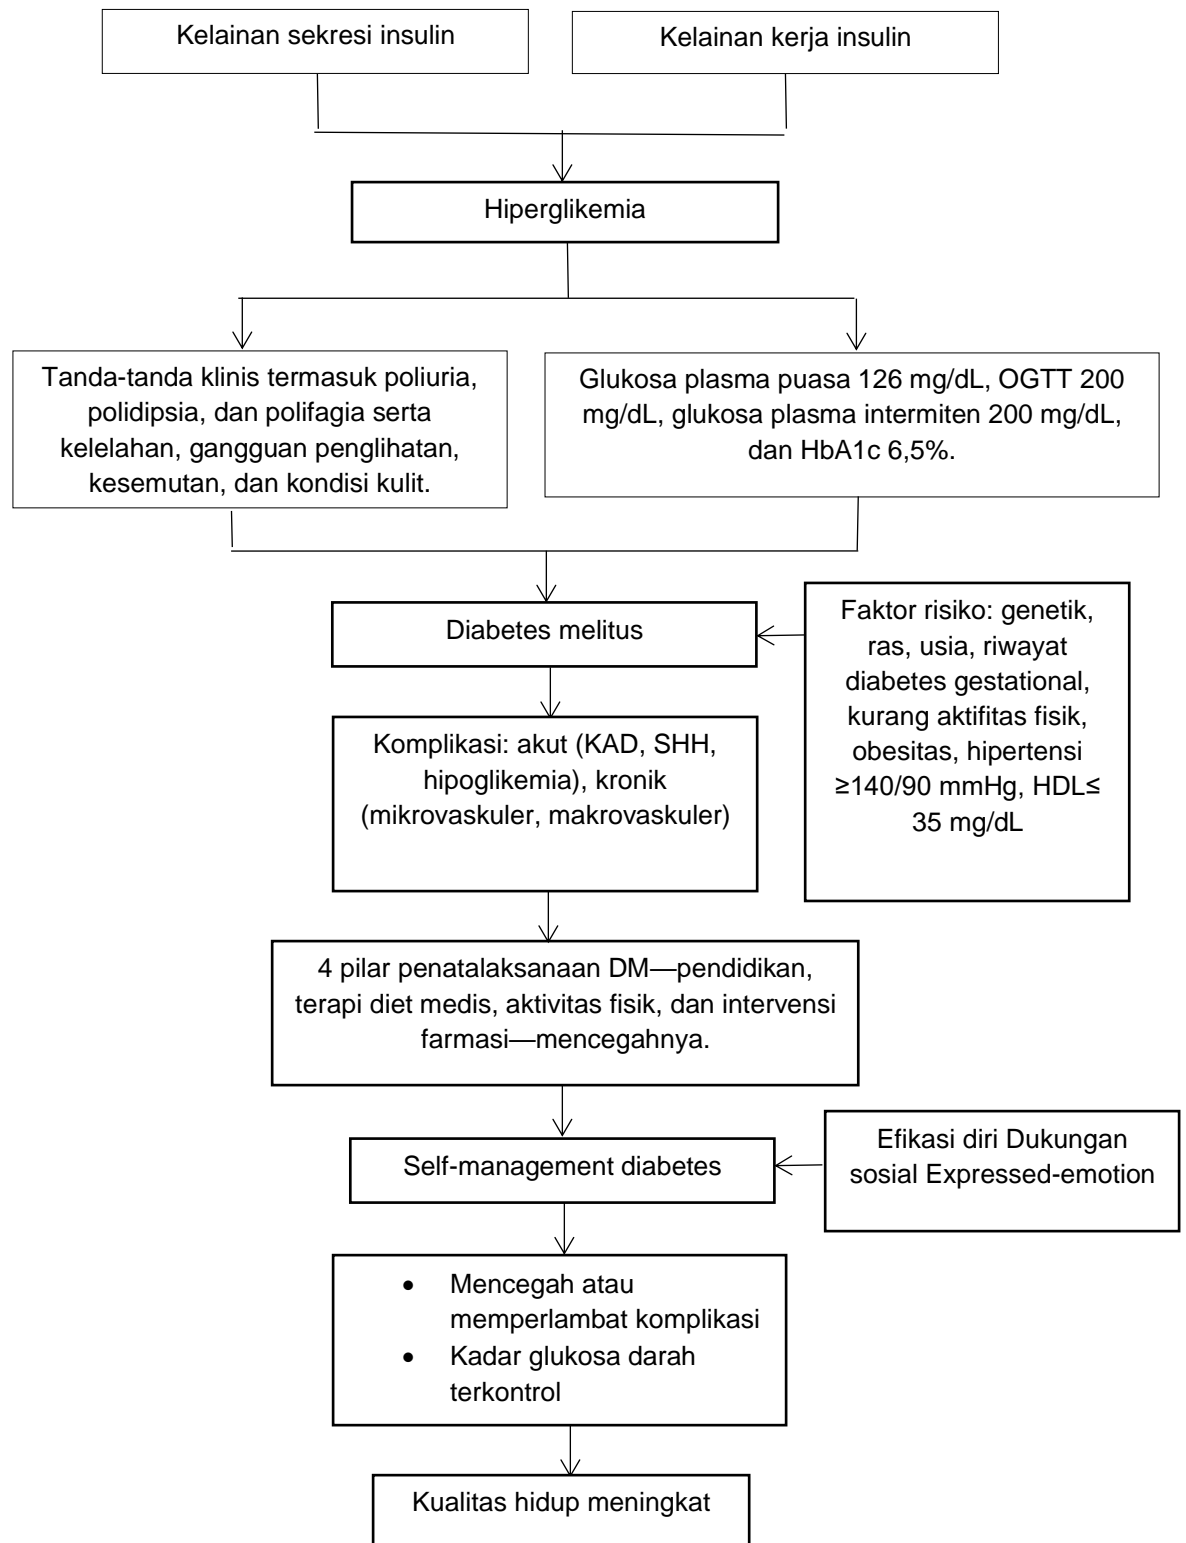 Kelainan sekresi insulin
Kelainan kerja insulin
Hiperglikemia
Tanda-tanda klinis termasuk poliuria,
polidipsia, dan polifagia serta
kelelahan, gangguan penglihatan,
kesemutan, dan kondisi kulit.
Glukosa plasma puasa 126 mg/dL, OGTT 200
mg/dL, glukosa plasma intermiten 200 mg/dL,
dan HbA1c 6,5%.
Diabetes melitus
Faktor risiko: genetik,
ras, usia, riwayat
diabetes gestational,
kurang aktifitas fisik,
obesitas, hipertensi
≥140/90 mmHg, HDL≤
35 mg/dL
Komplikasi: akut (KAD, SHH,
hipoglikemia), kronik
(mikrovaskuler, makrovaskuler)
4 pilar penatalaksanaan DM—pendidikan,
terapi diet medis, aktivitas fisik, dan intervensi
farmasi—mencegahnya.
Self-management diabetes
Efikasi diri Dukungan
sosial Expressed-emotion
• Mencegah atau
memperlambat komplikasi
• Kadar glukosa darah
terkontrol
Kualitas hidup meningkat